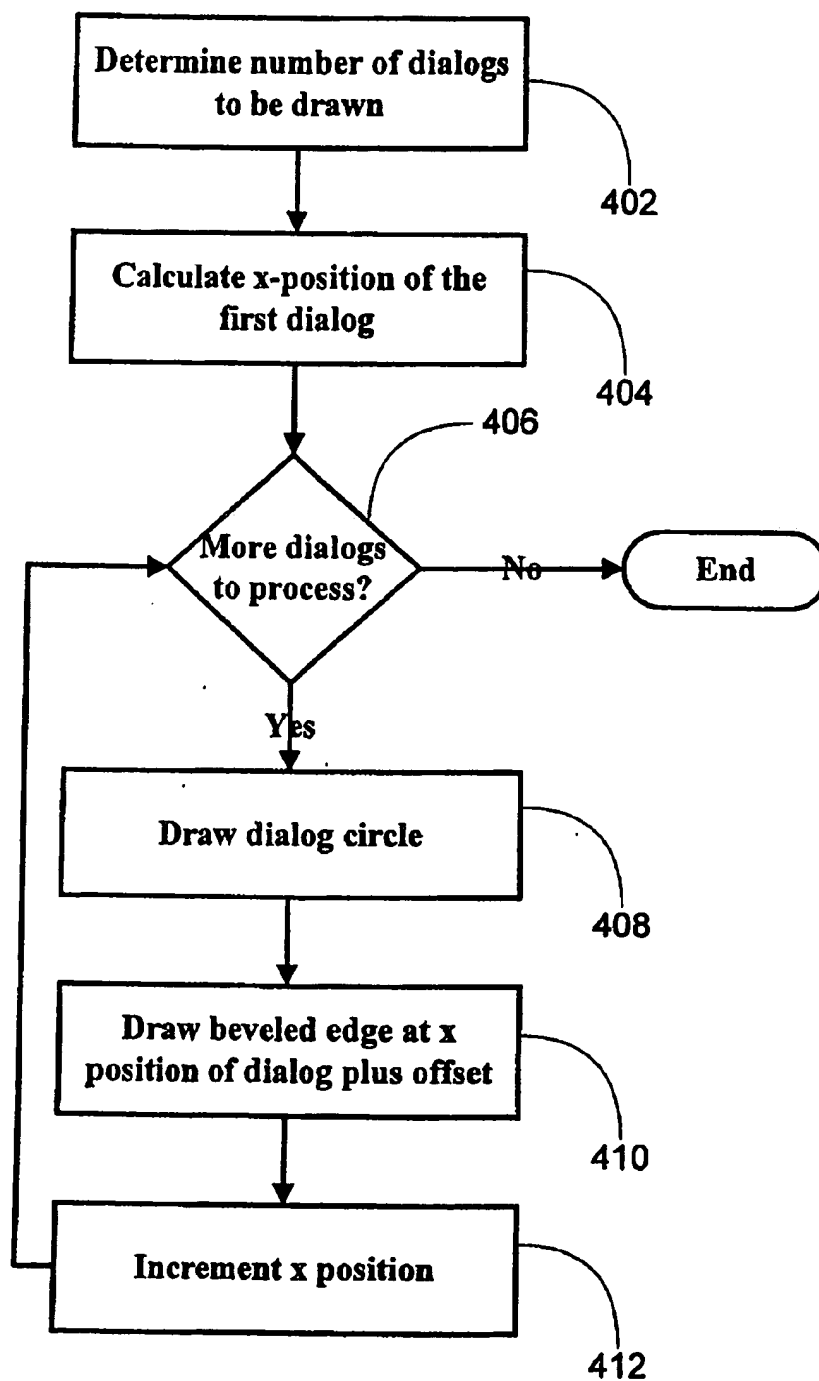 Determine number of dialogs
to be drawn
402
Calculate x-position of the
first dialog
404
406
More dialogs
to process?
No
End
Yes
Draw dialog circle
408
Draw beveled edge at x
position of dialog plus offset
410
Increment x position
412